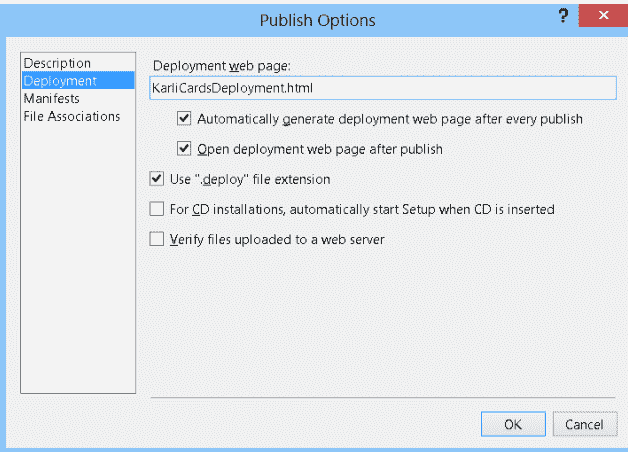 Publish Options
?
Description
Deployment
Manifests
File Associations
Deployment web page:
KarliCardsDeployment.html
Automatically generate deployment web page after every publish
Open deployment web page after publish
Use ".deploy" file extension
For CD installations, automatically start Setup when CD is inserted
Verify files uploaded to a web server
OK
Cancel